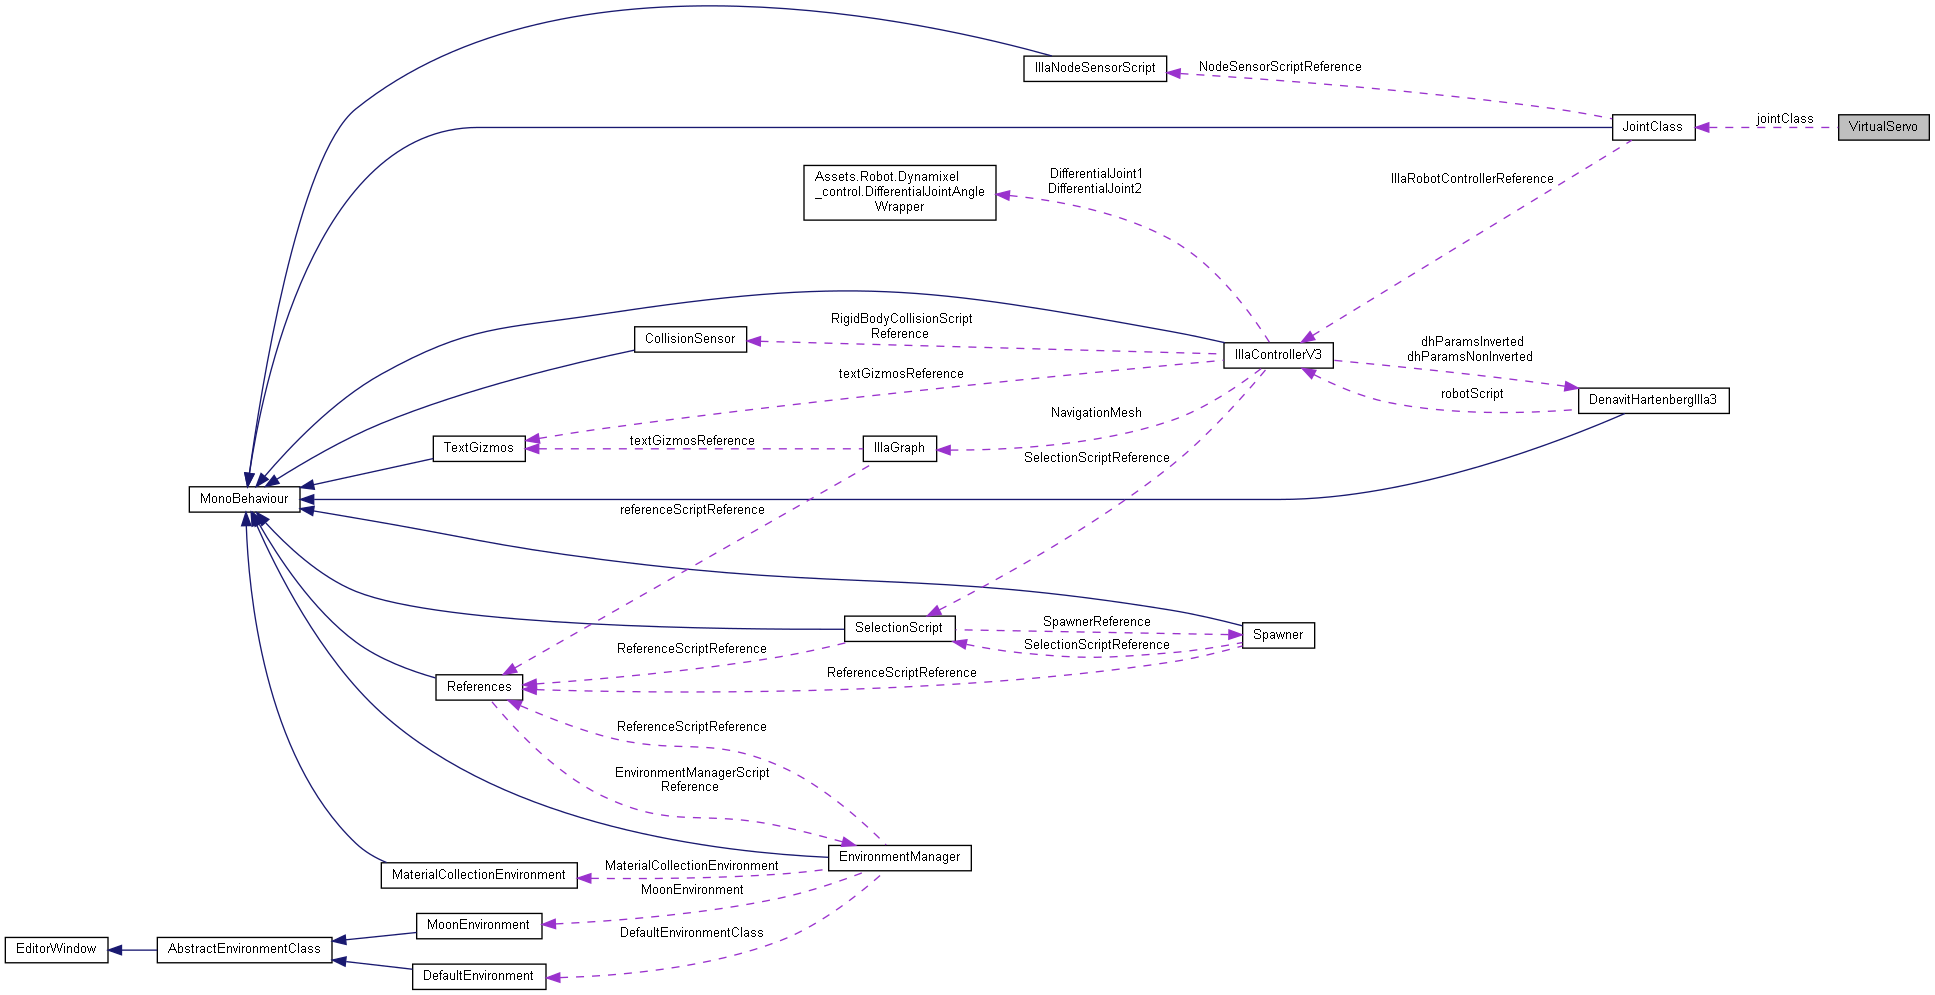 IllaNodeSensorScript
NodeSensorScriptReference
JointClass
jointClass
VirtualServo
Assets.Robot.Dynamixel
_control.DifferentialJointAngle
Wrapper
DifferentialJoint1
DifferentialJoint2
IllaRobotControllerReference
CollisionSensor
RigidBodyCollisionScript
Reference
textGizmosReference
IllaControllerV3
dhParamsInverted
dhParamsNonInverted
robotScript
DenavitHartenbergIlla3
NavigationMesh
TextGizmos
textGizmosReference
IllaGraph
SelectionScriptReference
MonoBehaviour
referenceScriptReference
SelectionScript
SpawnerReference
SelectionScriptReference
Spawner
ReferenceScriptReference
ReferenceScriptReference
References
ReferenceScriptReference
EnvironmentManagerScript
Reference
EnvironmentManager
MaterialCollectionEnvironment
MaterialCollectionEnvironment
MoonEnvironment
MoonEnvironment
DefaultEnvironmentClass
EditorWindow
AbstractEnvironmentClass
DefaultEnvironment